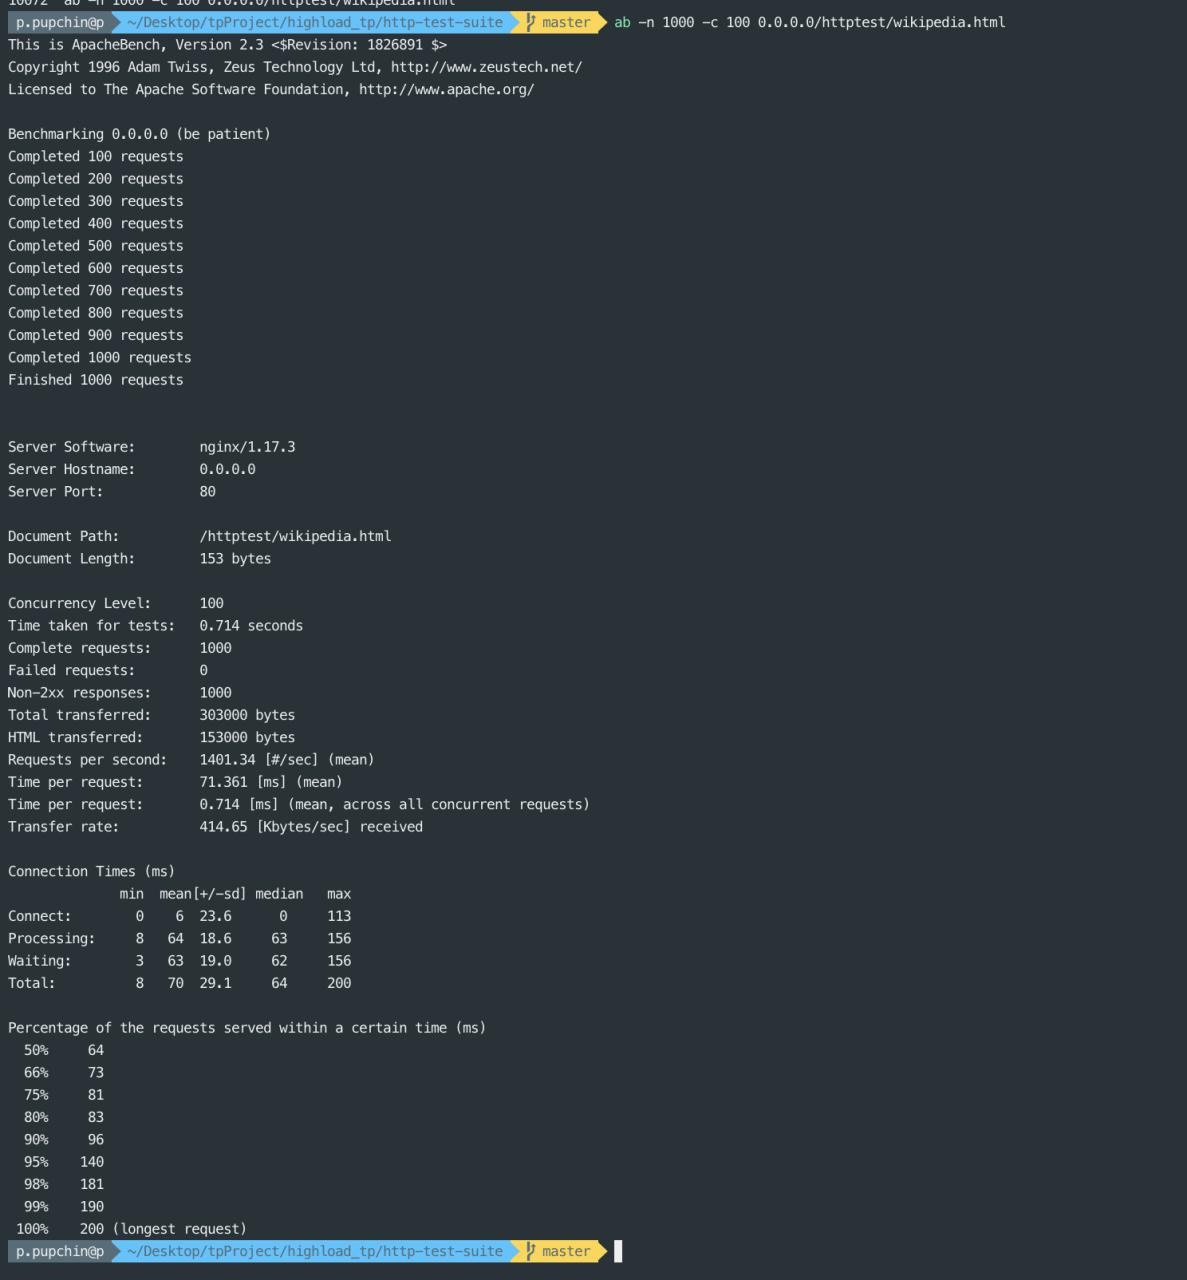 10072  ab -n 1000 -c 100 0.0.0.0/httptest/wikipedia.html
p.pupchin@p ~/Desktop/tpProject/highload_tp/http-test-suite master ab -n 1000 -c 100 0.0.0.0/httptest/wikipedia.html
This is ApacheBench, Version 2.3 <$Revision: 1826891 $>
Copyright 1996 Adam Twiss, Zeus Technology Ltd, http://www.zeustech.net/
Licensed to The Apache Software Foundation, http://www.apache.org/

Benchmarking 0.0.0.0 (be patient)
Completed 100 requests
Completed 200 requests
Completed 300 requests
Completed 400 requests
Completed 500 requests
Completed 600 requests
Completed 700 requests
Completed 800 requests
Completed 900 requests
Completed 1000 requests
Finished 1000 requests

Server Software:        nginx/1.17.3
Server Hostname:        0.0.0.0
Server Port:            80

Document Path:          /httptest/wikipedia.html
Document Length:        153 bytes

Concurrency Level:      100
Time taken for tests:   0.714 seconds
Complete requests:      1000
Failed requests:        0
Non-2xx responses:      1000
Total transferred:      303000 bytes
HTML transferred:       153000 bytes
Requests per second:    1401.34 [#/sec] (mean)
Time per request:       71.361 [ms] (mean)
Time per request:       0.714 [ms] (mean, across all concurrent requests)
Transfer rate:          414.65 [Kbytes/sec] received

Connection Times (ms)
              min  mean[+/-sd] median   max
Connect:        0    6  23.6      0     113
Processing:     8   64  18.6     63     156
Waiting:        3   63  19.0     62     156
Total:          8   70  29.1     64     200

Percentage of the requests served within a certain time (ms)
  50%     64
  66%     73
  75%     81
  80%     83
  90%     96
  95%    140
  98%    181
  99%    190
 100%    200 (longest request)
p.pupchin@p ~/Desktop/tpProject/highload_tp/http-test-suite master